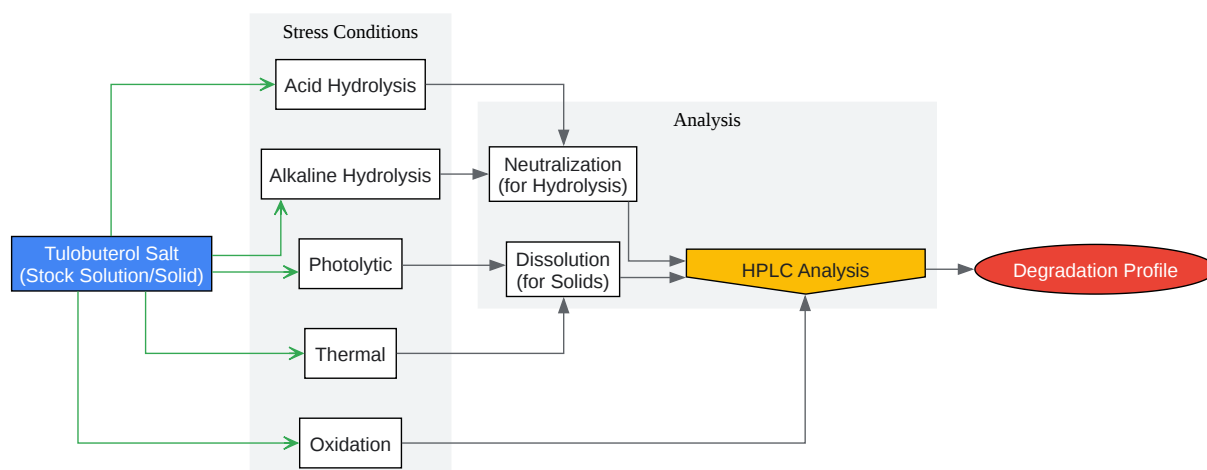 Stress Conditions
Acid Hydrolysis
Analysis
Alkaline Hydrolysis
Neutralization
(for Hydrolysis)
Tulobuterol Salt
(Stock Solution/Solid)
Photolytic
Dissolution
(for Solids)
HPLC Analysis
Degradation Profile
Thermal
Oxidation